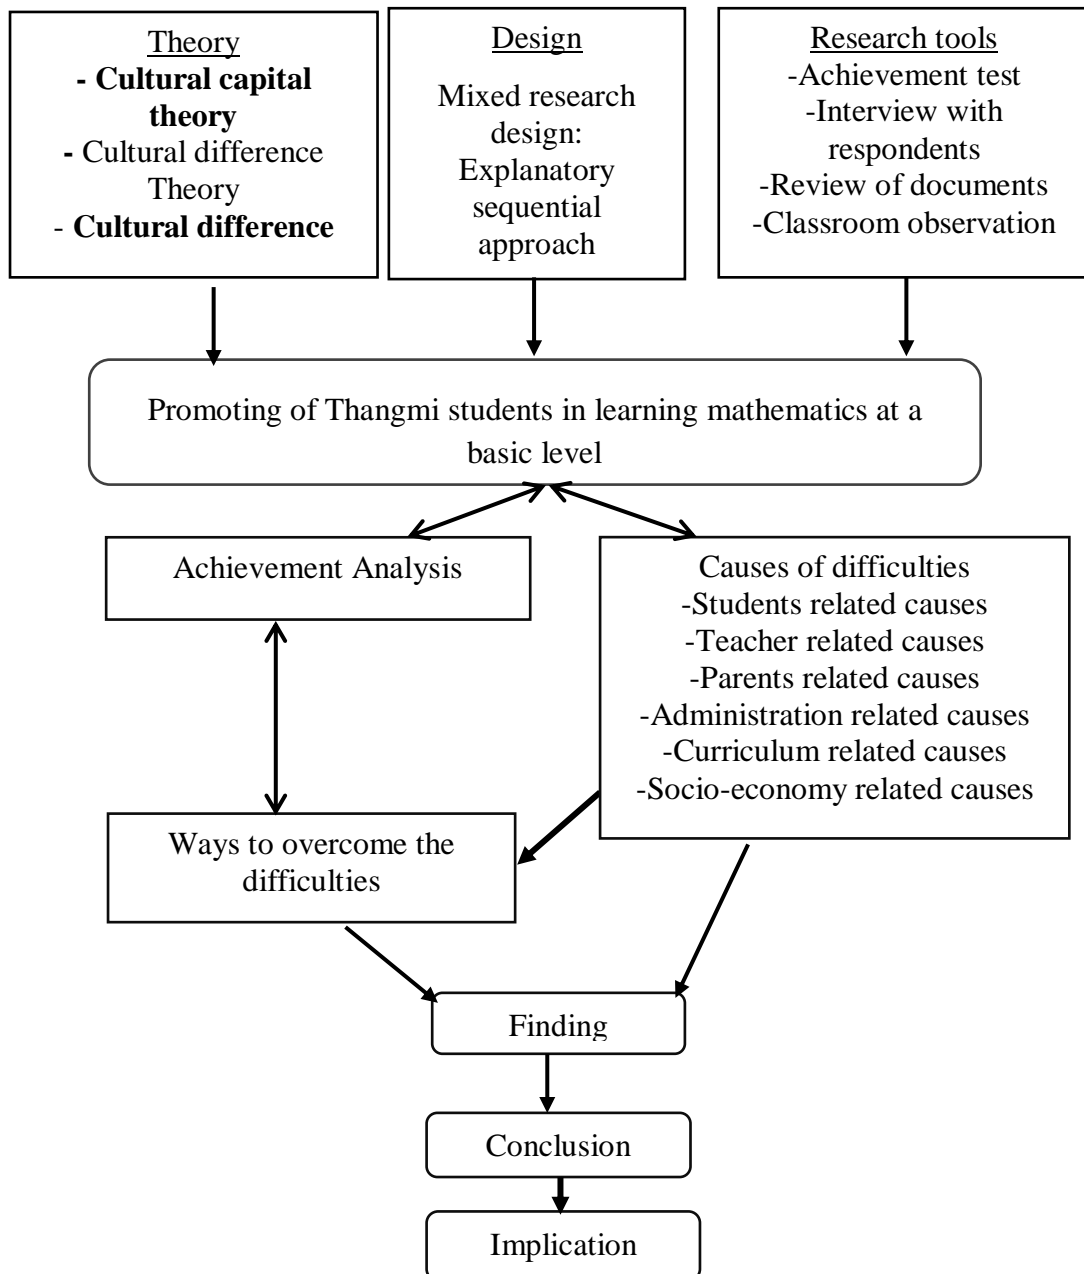 Theory
- Cultural capital
theory
- Cultural difference
Theory
- Cultural difference
Design
Mixed research
design:
Explanatory
sequential
approach
Research tools
-Achievement test
-Interview with
respondents
-Review of documents
-Classroom observation
Promoting of Thangmi students in learning mathematics at a
basic level
Achievement Analysis
Causes of difficulties
-Students related causes
-Teacher related causes
-Parents related causes
-Administration related causes
-Curriculum related causes
-Socio-economy related causes
Ways to overcome the
difficulties
Finding
Conclusion
Implication